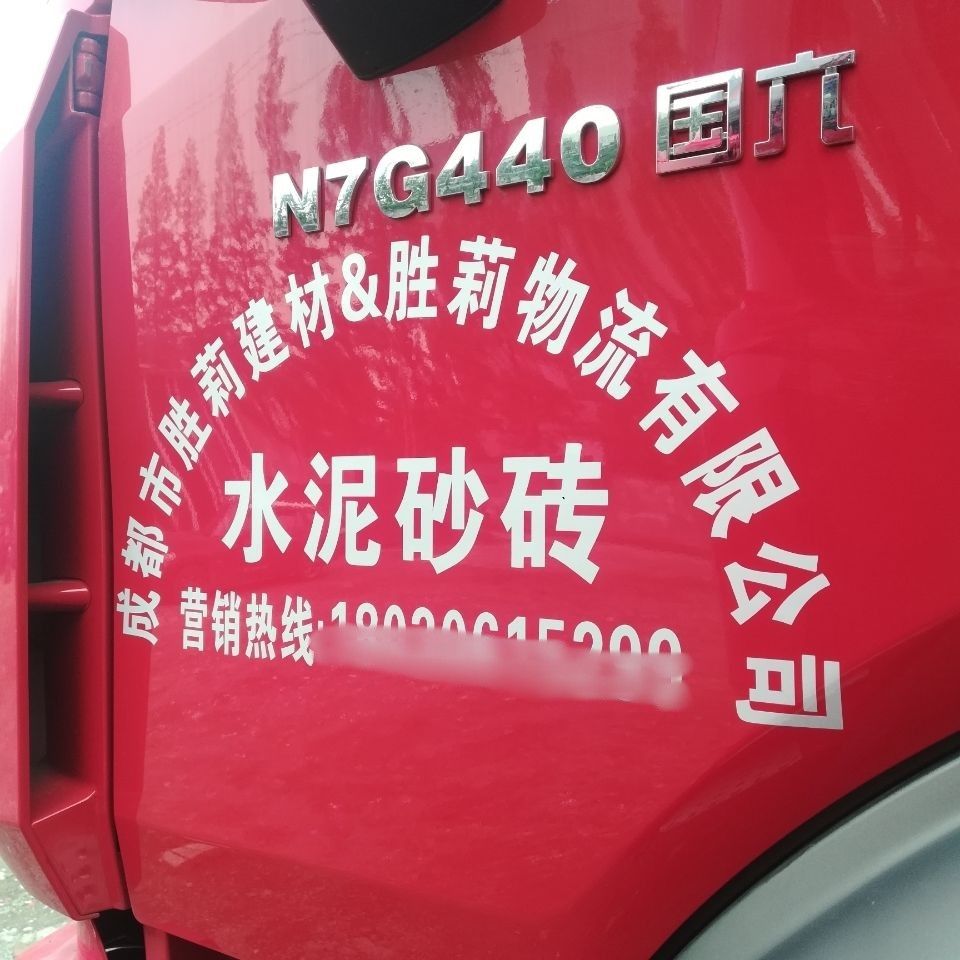 N7G440 国六
成都市胜莉建材&胜莉物流有限公司
水泥砂砖
营销热线: